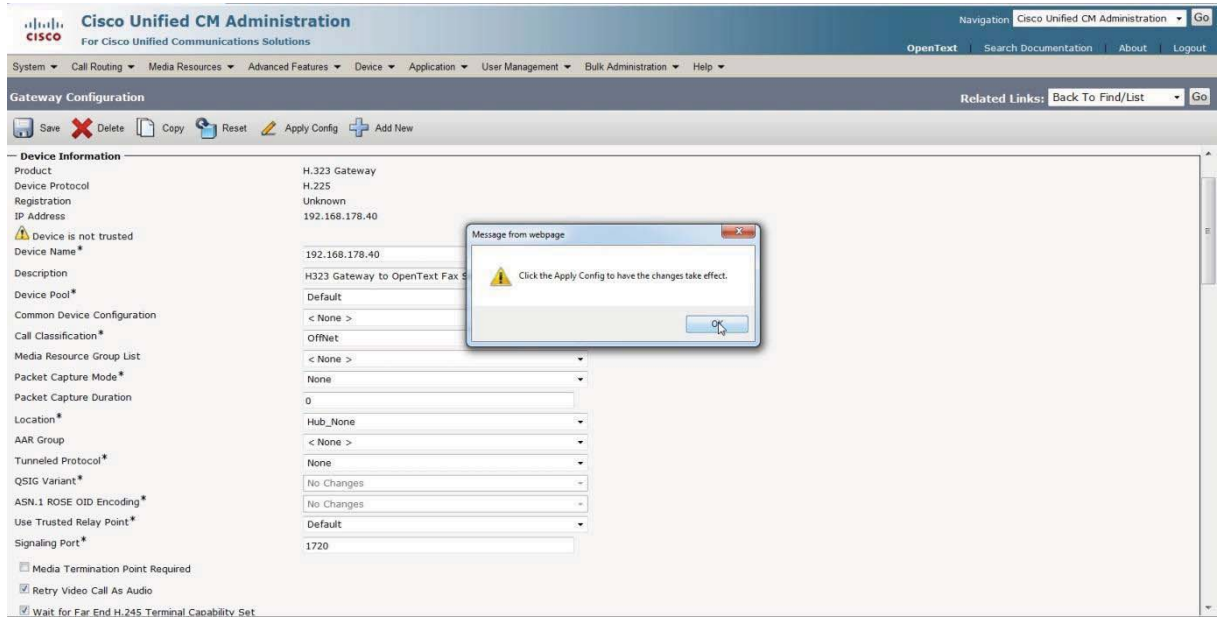 Cisco Unified CM Administration
Navigation Cisco Unified CM Administration Go
CISCO
For Cisco Unified Communications Solutions
OpenText Search Documentation About Logout
System Call Routing Media Resources Advanced Features Device Application User Management Bulk Administration Help
Gateway Configuration
Related Links: Back To Find/List Go
Save Delete Copy Reset Apply Config Add New
Device Information
Product H.323 Gateway
Device Protocol H.225
Registration Unknown
IP Address 192.168.178.40
Device is not trusted
Device Name* 192.168.178.40
Description H323 Gateway to OpenText Fax
Device Pool* Default
Common Device Configuration < None >
Call Classification* OffNet
Media Resource Group List < None >
Packet Capture Mode* None
Packet Capture Duration 0
Location* Hub_None
AAR Group < None >
Tunneled Protocol* None
QSIG Variant* No Changes
ASN.1 ROSE OID Encoding* No Changes
Use Trusted Relay Point* Default
Signaling Port* 1720
Media Termination Point Required
Retry Video Call As Audio
Wait for Far End H.245 Terminal Capability Set
Message from webpage
Click the Apply Config to have the changes take effect.
OK